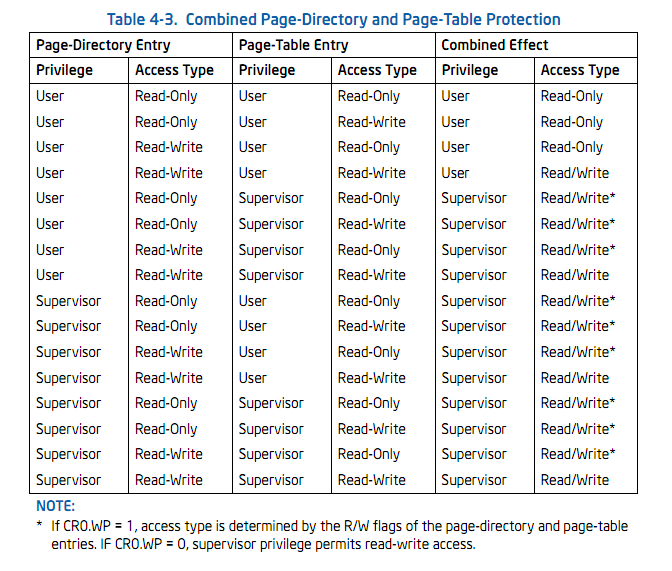 Table 4-3. Combined Page-Directory and Page-Table Protection
Page-Directory Entry Page-Table Entry Combined Effect
Privilege Access Type Privilege Access Type Privilege Access Type
User Read-Only User Read-Only User Read-Only
User Read-Only User Read-Write User Read-Only
User Read-Write User Read-Only User Read-Only
User Read-Write User Read-Write User Read/Write
User Read-Only Supervisor Read-Only Supervisor Read/Write*
User Read-Only Supervisor Read-Write Supervisor Read/Write*
User Read-Write Supervisor Read-Only Supervisor Read/Write*
User Read-Write Supervisor Read-Write Supervisor Read/Write
Supervisor Read-Only User Read-Only Supervisor Read/Write*
Supervisor Read-Only User Read-Write Supervisor Read/Write*
Supervisor Read-Write User Read-Only Supervisor Read/Write*
Supervisor Read-Write User Read-Write Supervisor Read/Write
Supervisor Read-Only Supervisor Read-Only Supervisor Read/Write*
Supervisor Read-Only Supervisor Read-Write Supervisor Read/Write*
Supervisor Read-Write Supervisor Read-Only Supervisor Read/Write*
Supervisor Read-Write Supervisor Read-Write Supervisor Read/Write
NOTE:
* If CR0.WP = 1, access type is determined by the R/W flags of the page-directory and page-table
entries. IF CR0.WP = 0, supervisor privilege permits read-write access.